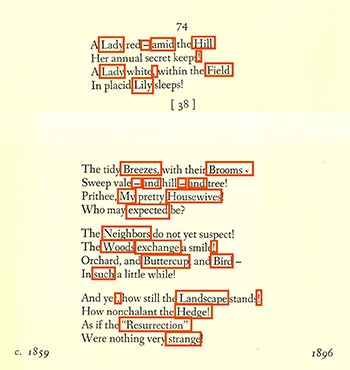 74
A Lady red – amid the Hill
Her annual secret keeps!
A Lady white, within the Field
In placid Lily sleeps!
[ 38 ]
The tidy Breezes, with their Brooms -
Sweep vale – and hill – and tree!
Prithee, My pretty Housewives!
Who may expected be?
The Neighbors do not yet suspect!
The Woods exchange a smile!
Orchard, and Buttercup, and Bird –
In such a little while!
And yet, how still the Landscape stands!
How nonchalant the Hedge!
As if the "Resurrection"
Were nothing very strange!
c. 1859 1896